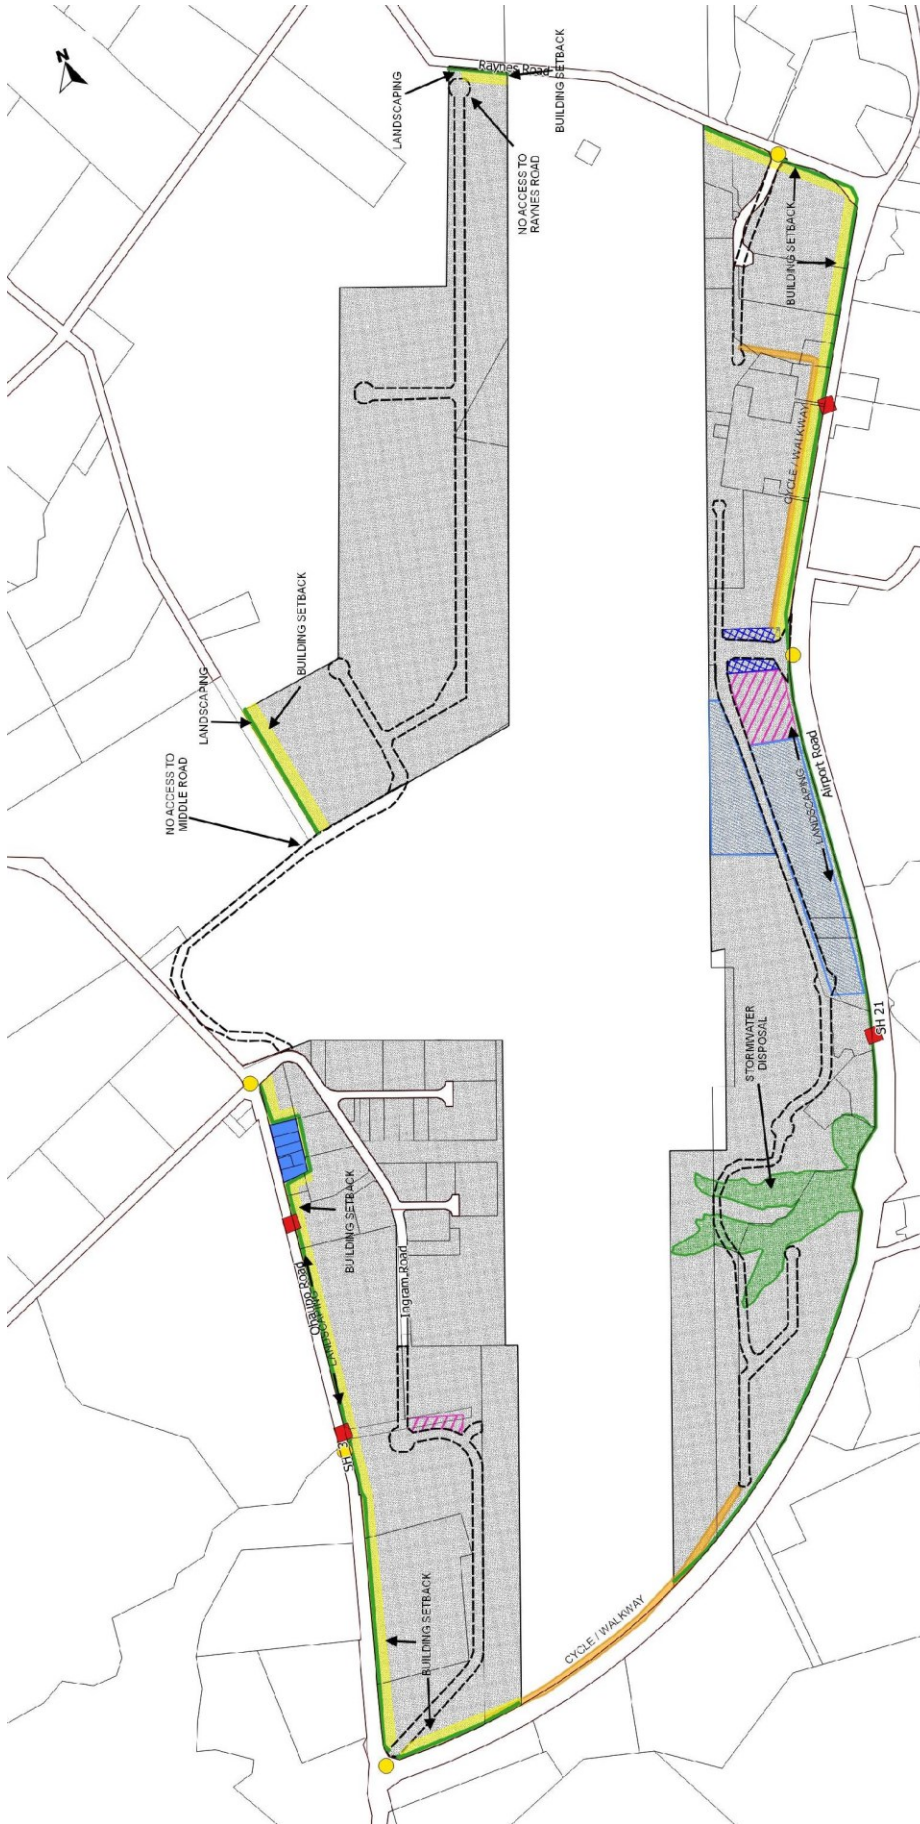 N
Raynes Road
LANDSCAPING
BUILDING SETBACK
NO ACCESS TO
RAYNES ROAD
BUILDING SETBACK
BUILDING SETBACK
LANDSCAPING
CYCLE / WALKWAY
NO ACCESS TO
MIDDLE ROAD
LANDSCAPING
Airport Road
STORMWATER
DISPOSAL
SH 21
BUILDING SETBACK
Ohaupo Road
LANDSCAPING
Ingram Road
SH 3
BUILDING SETBACK
CYCLE / WALKWAY